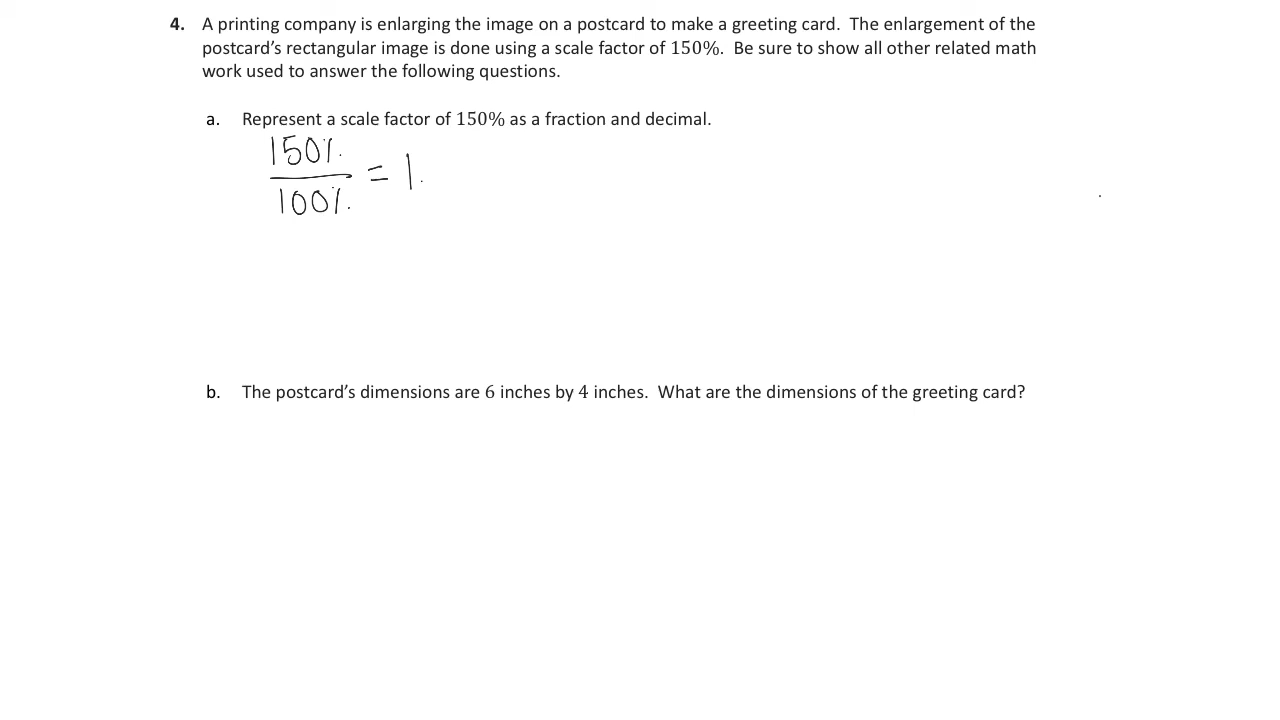 4. A printing company is enlarging the image on a postcard to make a greeting card. The enlargement of the
postcard's rectangular image is done using a scale factor of 150%. Be sure to show all other related math
work used to answer the following questions.
a. Represent a scale factor of 150% as a fraction and decimal.
150%
100%
= 1.
b. The postcard's dimensions are 6 inches by 4 inches. What are the dimensions of the greeting card?